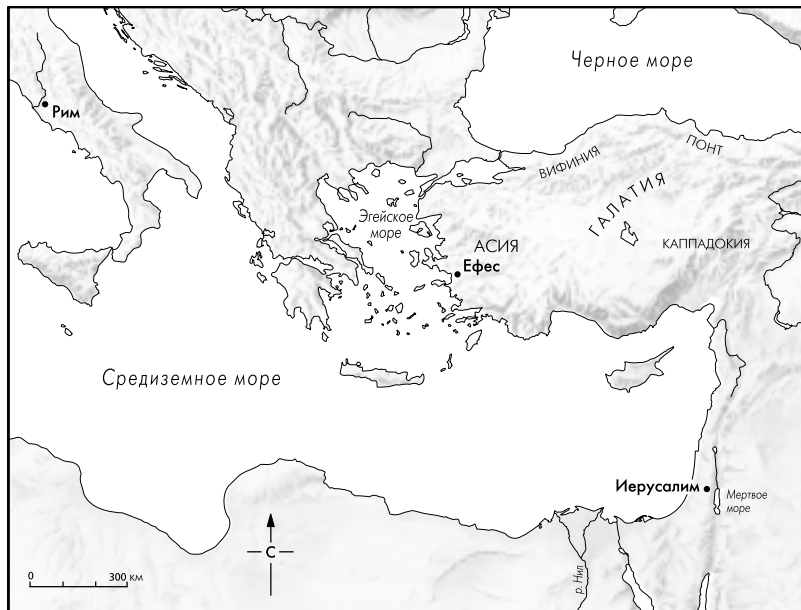 Черное море
Рим
ПОНТ
ВИФИНИЯ
ГАЛАТИЯ
Эгейское
море
АСИЯ
КАППАДОКИЯ
Ефес
Средиземное море
Иерусалим
Мертвое
море
С
р. Нил
0 300 км